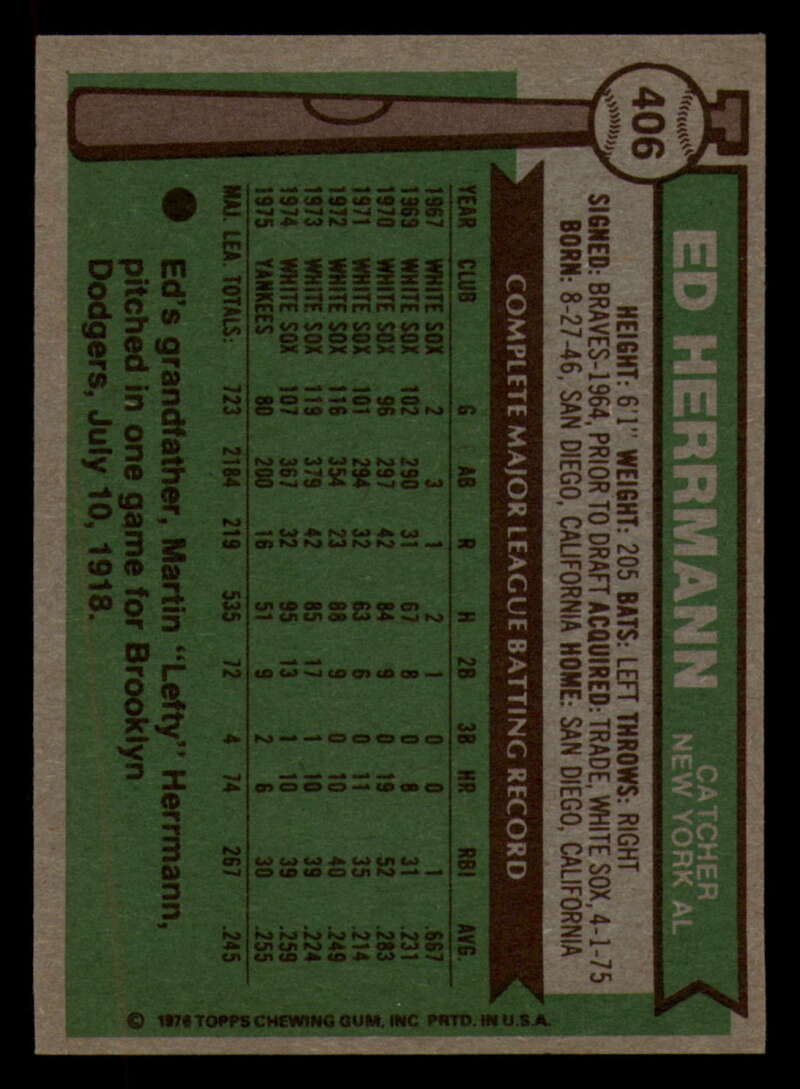 406
ED HERRMANN
CATCHER
NEW YORK AL
HEIGHT: 6'1" WEIGHT: 205 BATS: LEFT THROWS: RIGHT
SIGNED: BRAVES-1964, PRIOR TO DRAFT ACQUIRED: TRADE, WHITE SOX, 4-1-75
BORN: 8-27-46, SAN DIEGO, CALIFORNIA HOME: SAN DIEGO, CALIFORNIA
COMPLETE MAJOR LEAGUE BATTING RECORD
YEAR CLUB G AB R H 2B 3B HR RBI AVG.
1967 WHITE SOX 2 3 1 2 1 0 0 1 .667
1969 WHITE SOX 102 290 31 67 8 0 8 31 .231
1970 WHITE SOX 96 297 42 84 9 0 19 52 .283
1971 WHITE SOX 101 294 32 63 6 0 11 35 .214
1972 WHITE SOX 116 354 23 88 9 0 10 40 .249
1973 WHITE SOX 119 379 42 85 17 1 10 39 .224
1974 WHITE SOX 107 367 32 95 13 1 10 39 .259
1975 YANKEES 80 200 16 51 9 2 6 30 .255
MAJ. LEA. TOTALS: 723 2184 219 535 72 4 74 267 .245
Ed's grandfather, Martin "Lefty" Herrmann,
pitched in one game for Brooklyn
Dodgers, July 10, 1918.
© 1976 TOPPS CHEWING GUM, INC PRTD. IN U.S.A.